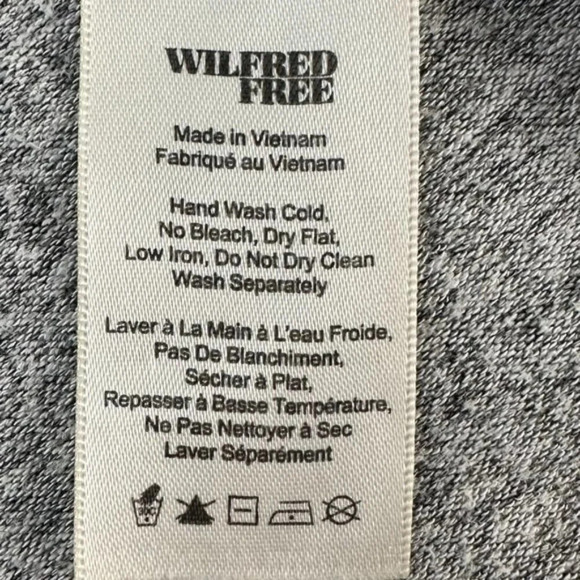 WILFRED
FREE
Made in Vietnam
Fabriqué au Vietnam
Hand Wash Cold,
No Bleach, Dry Flat,
Low Iron, Do Not Dry Clean
Wash Separately
Laver à La Main à L'eau Froide,
Pas De Blanchiment,
Sécher à Plat,
Repasser à Basse Température,
Ne Pas Nettoyer à Sec
Laver Séparément
30C